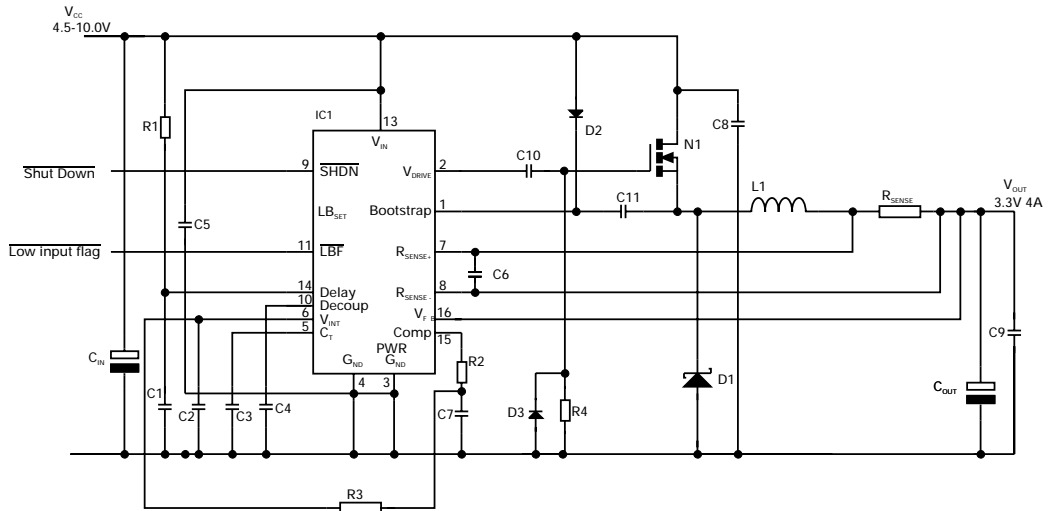 VCC
4.5-10.0V
IC1
R1
13
VIN
D2
N1
C8
C10
9
SHDN
VDRIVE
2
Shut Down
L1
RSENSE
VOUT
3.3V 4A
C11
LBSET
Bootstrap
1
C5
Low input flag
11
LBF
RSENSE+
7
C6
14
Delay
RSENSE -
8
10
Decoup
6
VINT
VF B
16
5
CT
Comp
15
C9
CIN
PWR
GND
GND
R2
4
3
D1
COUT
C1
C2
C3
C4
C7
D3
R4
R3